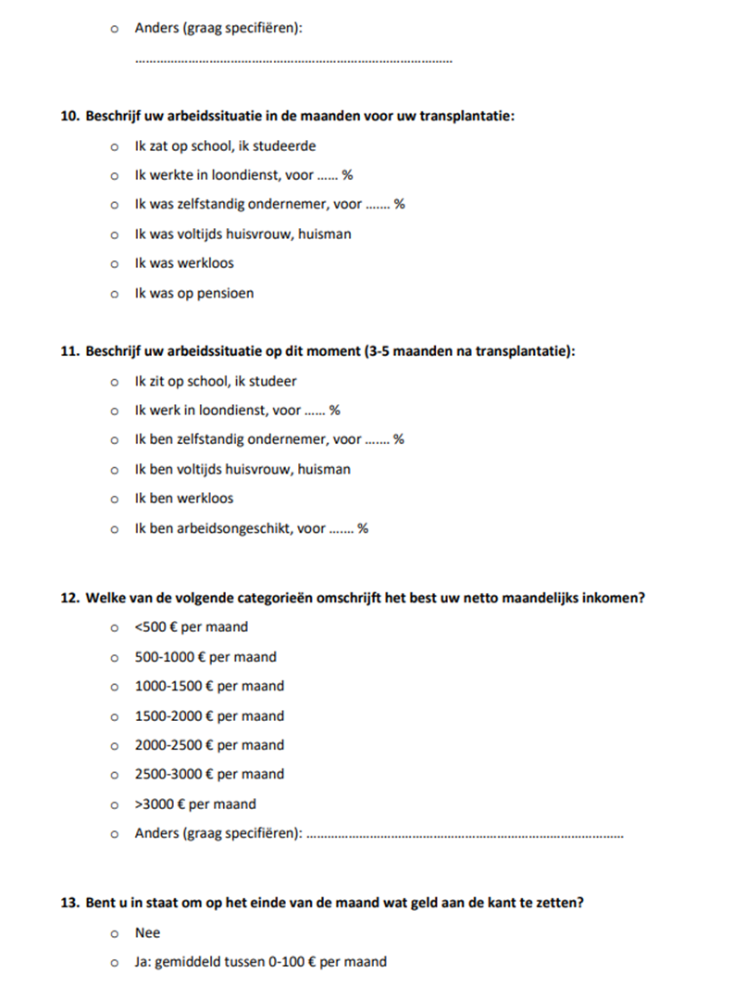 o Anders (graag specifiëren):
……………………………………………………………………………
10. Beschrijf uw arbeidssituatie in de maanden voor uw transplantatie:
o Ik zat op school, ik studeerde
o Ik werkte in loondienst, voor …… %
o Ik was zelfstandig ondernemer, voor ……. %
o Ik was voltijds huisvrouw, huisman
o Ik was werkloos
o Ik was op pensioen
11. Beschrijf uw arbeidssituatie op dit moment (3-5 maanden na transplantatie):
o Ik zit op school, ik studeer
o Ik werk in loondienst, voor …… %
o Ik ben zelfstandig ondernemer, voor ……. %
o Ik ben voltijds huisvrouw, huisman
o Ik ben werkloos
o Ik ben arbeidsongeschikt, voor ……. %
12. Welke van de volgende categorieën omschrijft het best uw netto maandelijks inkomen?
o <500 € per maand
o 500-1000 € per maand
o 1000-1500 € per maand
o 1500-2000 € per maand
o 2000-2500 € per maand
o 2500-3000 € per maand
o >3000 € per maand
o Anders (graag specifiëren): ……………………………………………………………………………
13. Bent u in staat om op het einde van de maand wat geld aan de kant te zetten?
o Nee
o Ja: gemiddeld tussen 0-100 € per maand